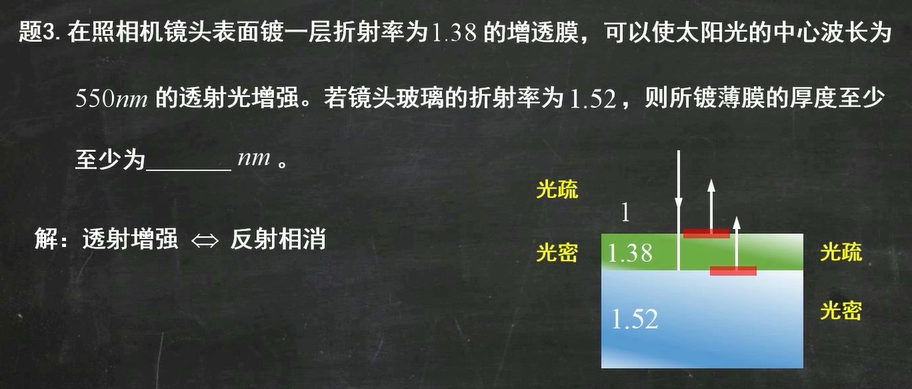 题3. 在照相机镜头表面镀一层折射率为1.38的增透膜，可以使太阳光的中心波长为
550nm 的透射光增强。若镜头玻璃的折射率为1.52，则所镀薄膜的厚度至少
至少为______ nm 。
光疏
1
解：透射增强 ⇔ 反射相消
光密 1.38 光疏
1.52 光密